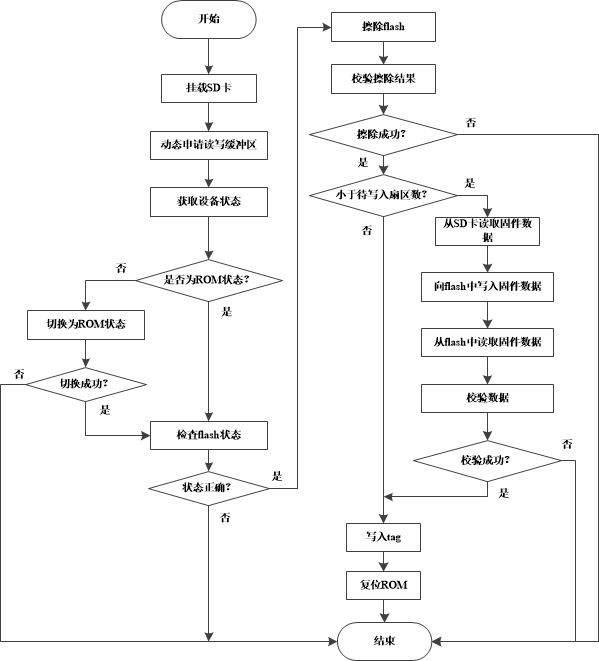 开始
挂载SD卡
动态申请读写缓冲区
获取设备状态
否
是否为ROM状态?
是
切换为ROM状态
否
切换成功?
是
检查flash状态
状态正确?
是
否
擦除flash
校验擦除结果
否
擦除成功?
是
小于待写入扇区数?
是
否
从SD卡读取固件数
据
向flash中写入固件数据
从flash中读取固件数据
校验数据
否
校验成功?
是
写入tag
复位ROM
结束